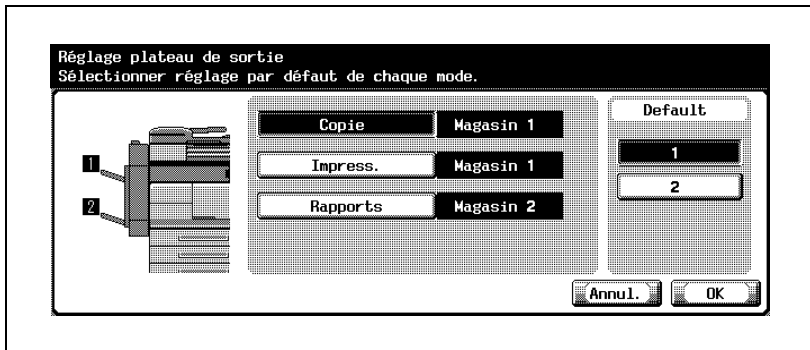 Réglage plateau de sortie
Sélectionner réglage par défaut de chaque mode.
1
2
Copie Magasin 1
Impress. Magasin 1
Rapports Magasin 2
Default
1
2
Annul. OK